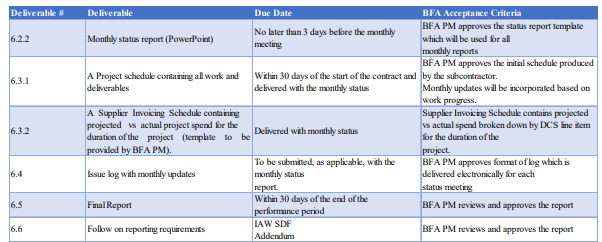 Deliverable # Deliverable Due Date BFA Acceptance Criteria
6.2.2 Monthly status report (PowerPoint) No later than 3 days before the monthly
meeting
BFA PM approves the status report template
which will be used for all
monthly reports
6.3.1 A Project schedule containing all work and
deliverables
Within 30 days of the start of the contract and
delivered with the monthly status
BFA PM approves the initial schedule produced
by the subcontractor.
Monthly updates will be incorporated based on
work progress.
6.3.2 A Supplier Invoicing Schedule containing
projected vs actual project spend for the
duration of the project (template to be
provided by BFA PM).
Delivered with monthly status
Supplier Invoicing Schedule contains projected
vs actual spend broken down by DCS line item
for the duration of the
project.
6.4 Issue log with monthly updates
To be submitted, as applicable, with the
monthly status
report.
BFA PM approves format of log which is
delivered electronically for each
status meeting
6.5 Final Report
Within 30 days of the end of the
performance period
BFA PM reviews and approves the report
6.6 Follow on reporting requirements
IAW SDF
Addendum
BFA PM reviews and approves the report